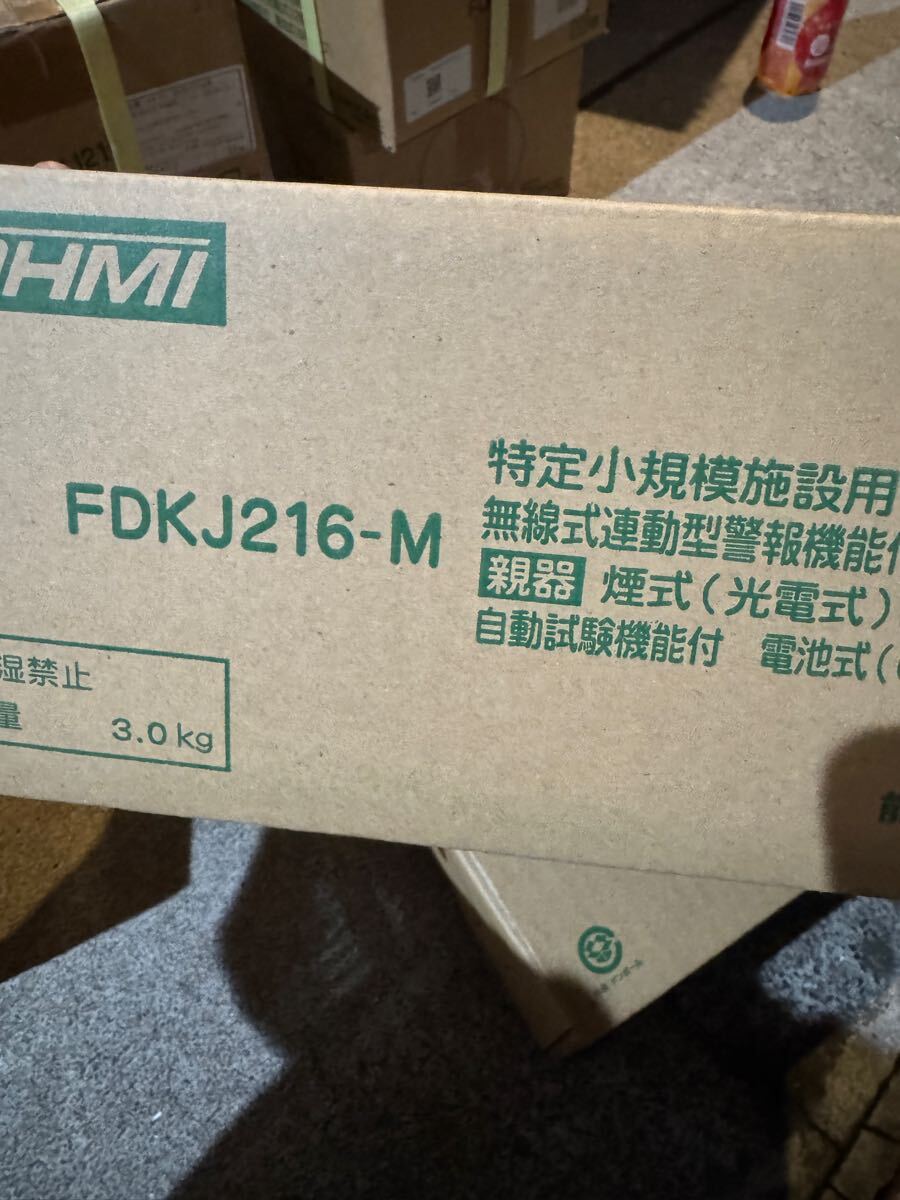 OHMI
FDKJ216-M
特定小規模施設用
無線式連動型警報機能付
親器 煙式(光電式)
自動試験機能付 電池式(
湿禁止
量 3.0kg